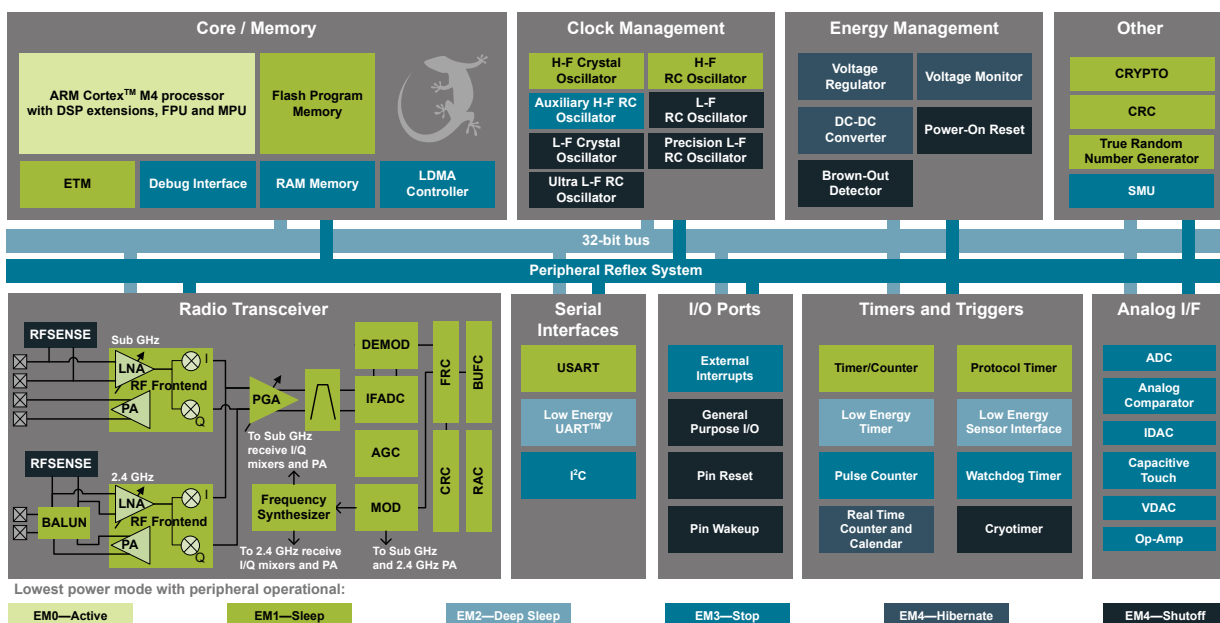 Core / Memory
ARM Cortex™ M4 processor
with DSP extensions, FPU and MPU
Flash Program
Memory
ETM
Debug Interface
RAM Memory
LDMA
Controller
Clock Management
H-F Crystal
Oscillator
H-F
RC Oscillator
Auxiliary H-F RC
Oscillator
L-F
RC Oscillator
L-F Crystal
Oscillator
Precision L-F
RC Oscillator
Ultra L-F RC
Oscillator
Energy Management
Voltage
Regulator
Voltage Monitor
DC-DC
Converter
Power-On Reset
Brown-Out
Detector
Other
CRYPTO
CRC
True Random
Number Generator
SMU
32-bit bus
Peripheral Reflex System
Radio Transceiver
RFSENSE
Sub GHz
LNA
RF Frontend
PA
I
Q
RFSENSE
2.4 GHz
BALUN
LNA
RF Frontend
PA
I
Q
PGA
To Sub GHz
receive I/Q
mixers and PA
Frequency
Synthesizer
To 2.4 GHz receive
I/Q mixers and PA
DEMOD
IFADC
AGC
MOD
To Sub GHz
and 2.4 GHz PA
FRC
BUFC
CRC
RAC
Serial
Interfaces
USART
Low Energy
UART™
I²C
I/O Ports
External
Interrupts
General
Purpose I/O
Pin Reset
Pin Wakeup
Timers and Triggers
Timer/Counter
Protocol Timer
Low Energy
Timer
Low Energy
Sensor Interface
Pulse Counter
Watchdog Timer
Real Time
Counter and
Calendar
Cryotimer
Analog I/F
ADC
Analog
Comparator
IDAC
Capacitive
Touch
VDAC
Op-Amp
Lowest power mode with peripheral operational:
EM0—Active
EM1—Sleep
EM2—Deep Sleep
EM3—Stop
EM4—Hibernate
EM4—Shutoff